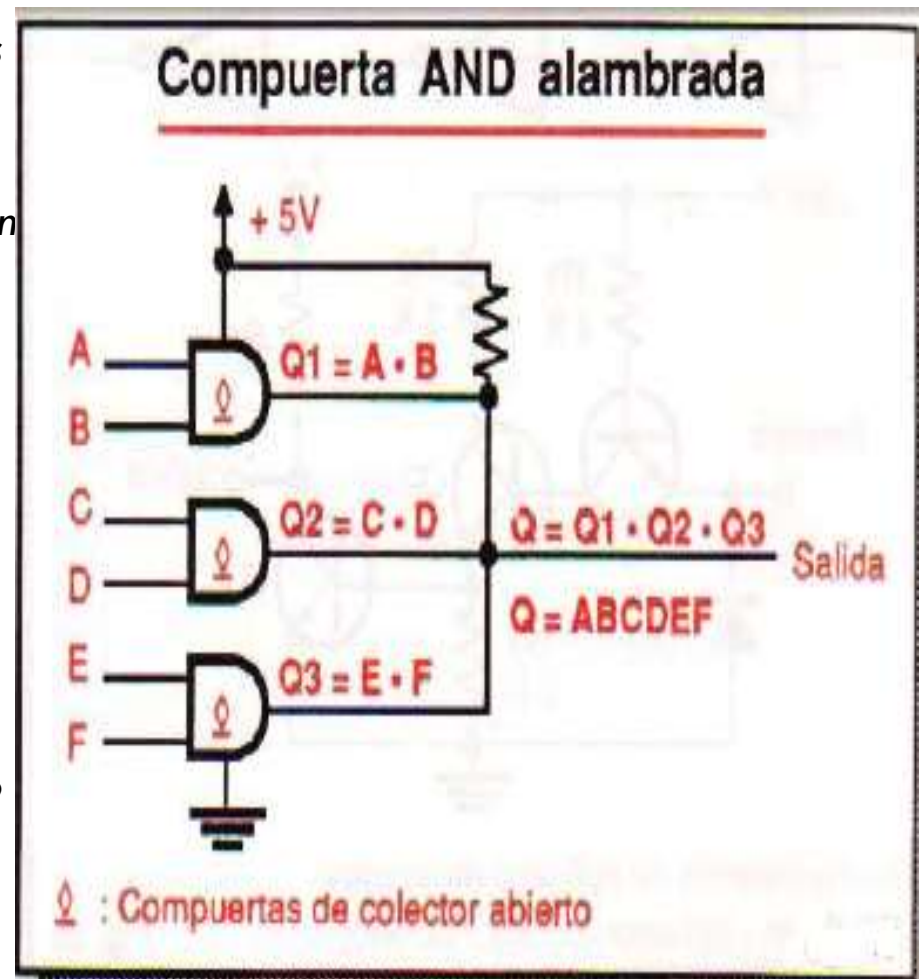 Compuerta AND alambrada
+ 5V
A
Q1 = A • B
B
C
Q2 = C • D
Q = Q1 • Q2 • Q3
Salida
D
Q = ABCDEF
E
Q3 = E • F
F
: Compuertas de colector abierto
n